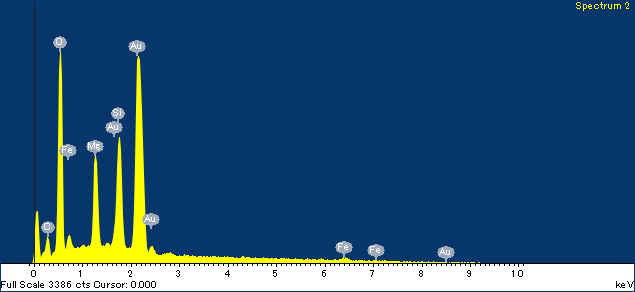 Spectrum 2
O
Au
Si
Au
Fe
Mg
Au
C
Fe
Fe
Au
0 1 2 3 4 5 6 7 8 9 10
Full Scale 3386 cts Cursor: 0.000 keV